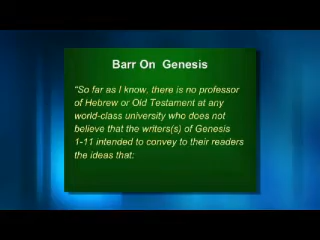 Barr On Genesis
"So far as I know, there is no professor
of Hebrew or Old Testament at any
world-class university who does not
believe that the writers(s) of Genesis
1-11 intended to convey to their readers
the ideas that: